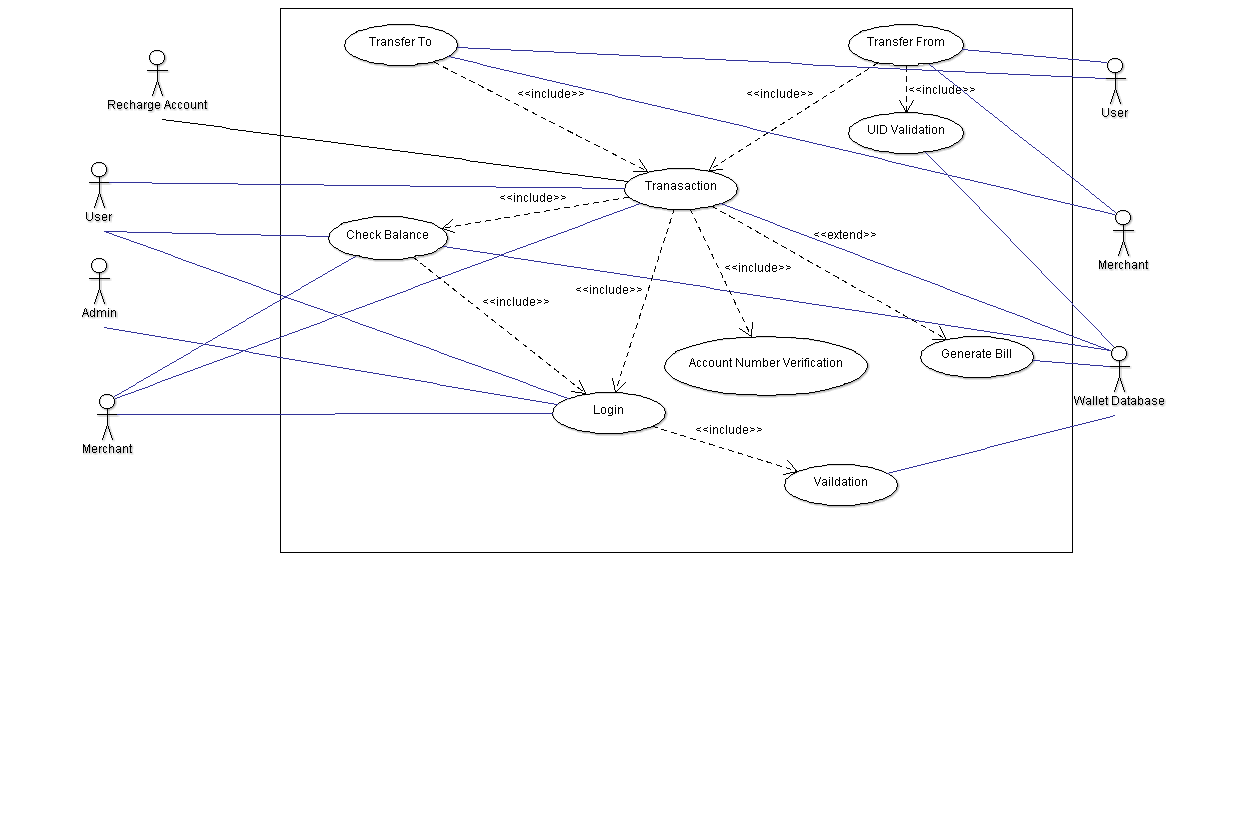 Transfer To
Transfer From
<<include>>
<<include>>
<<include>>
Recharge Account
User
UID Validation
Tranasaction
<<include>>
User
Check Balance
<<extend>>
Merchant
<<include>>
<<include>>
<<include>>
Admin
Account Number Verification
Generate Bill
Wallet Database
Login
<<include>>
Merchant
Vaildation